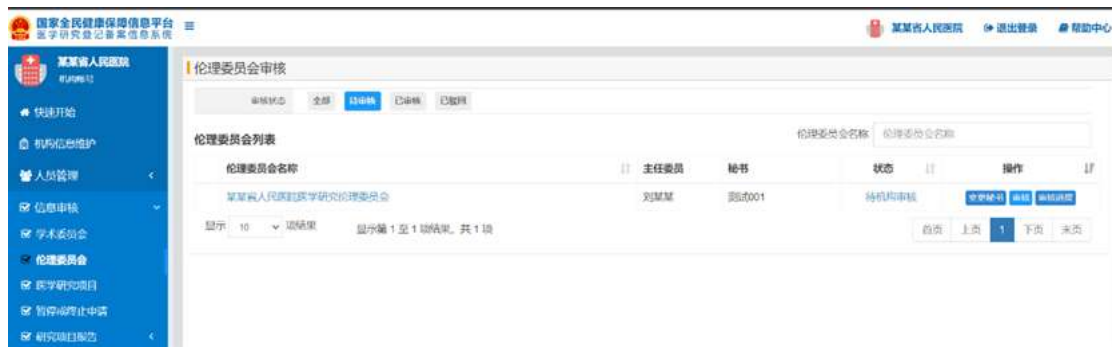 国家全民健康保障信息平台
医学研究登记备案信息系统
某某省人民医院
退出登录
帮助中心
某某省人民医院
快速开始
机构信息维护
人员管理
信息审核
学术委员会
伦理委员会
医学研究项目
暂停或终止申请
研究项目报告
伦理委员会审核
审核状态 全部 待审核 已审核 已驳回
伦理委员会列表
伦理委员会名称 伦理委员会名称
伦理委员会名称 主任委员 秘书 状态 操作
某某省人民医院医学研究伦理委员会 刘某某 测试001 待机构审核 变更秘书 审核 审核进度
显示 10 项结果 显示第 1 至 1 项结果，共 1 项
首页 上页 1 下页 末页